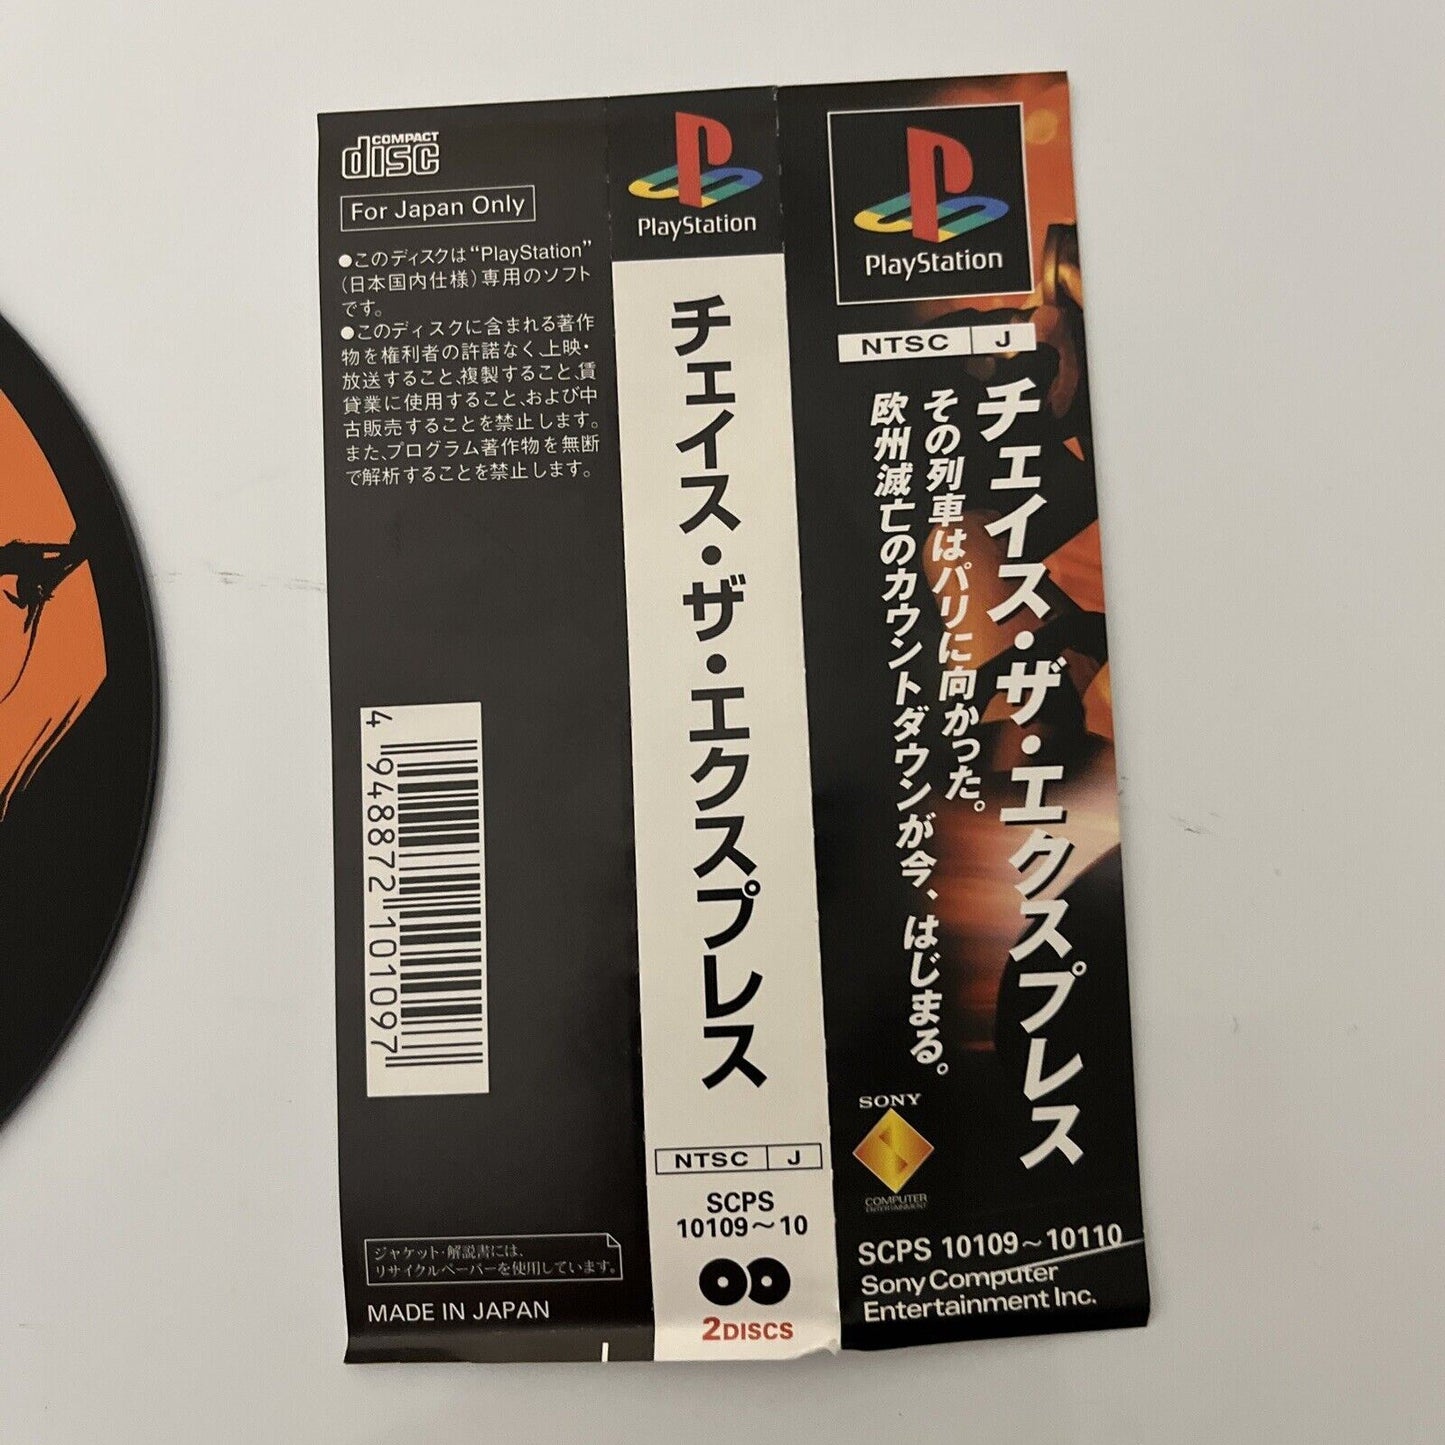 COMPACT
disc
For Japan Only
●このディスクは“PlayStation”
(日本国内仕様)専用のソフト
です。
●このディスクに含まれる著作
物を権利者の許諾なく、上映・
放送すること、複製すること、賃
貸業に使用すること、および中
古販売することを禁止します。
また、プログラム著作物を無断
で解析することを禁止します。
4 948872 101097
ジャケット・解説書には、
リサイクルペーパーを使用しています。
MADE IN JAPAN
PlayStation
チェイス・ザ・エクスプレス
NTSC J
SCPS
10109～10
2DISCS
PlayStation
NTSC J
チェイス・ザ・エクスプレス
その列車はパリに向かった。
欧州滅亡のカウントダウンが今、はじまる。
SONY
COMPUTER
ENTERTAINMENT
SCPS 10109～10110
Sony Computer
Entertainment Inc.